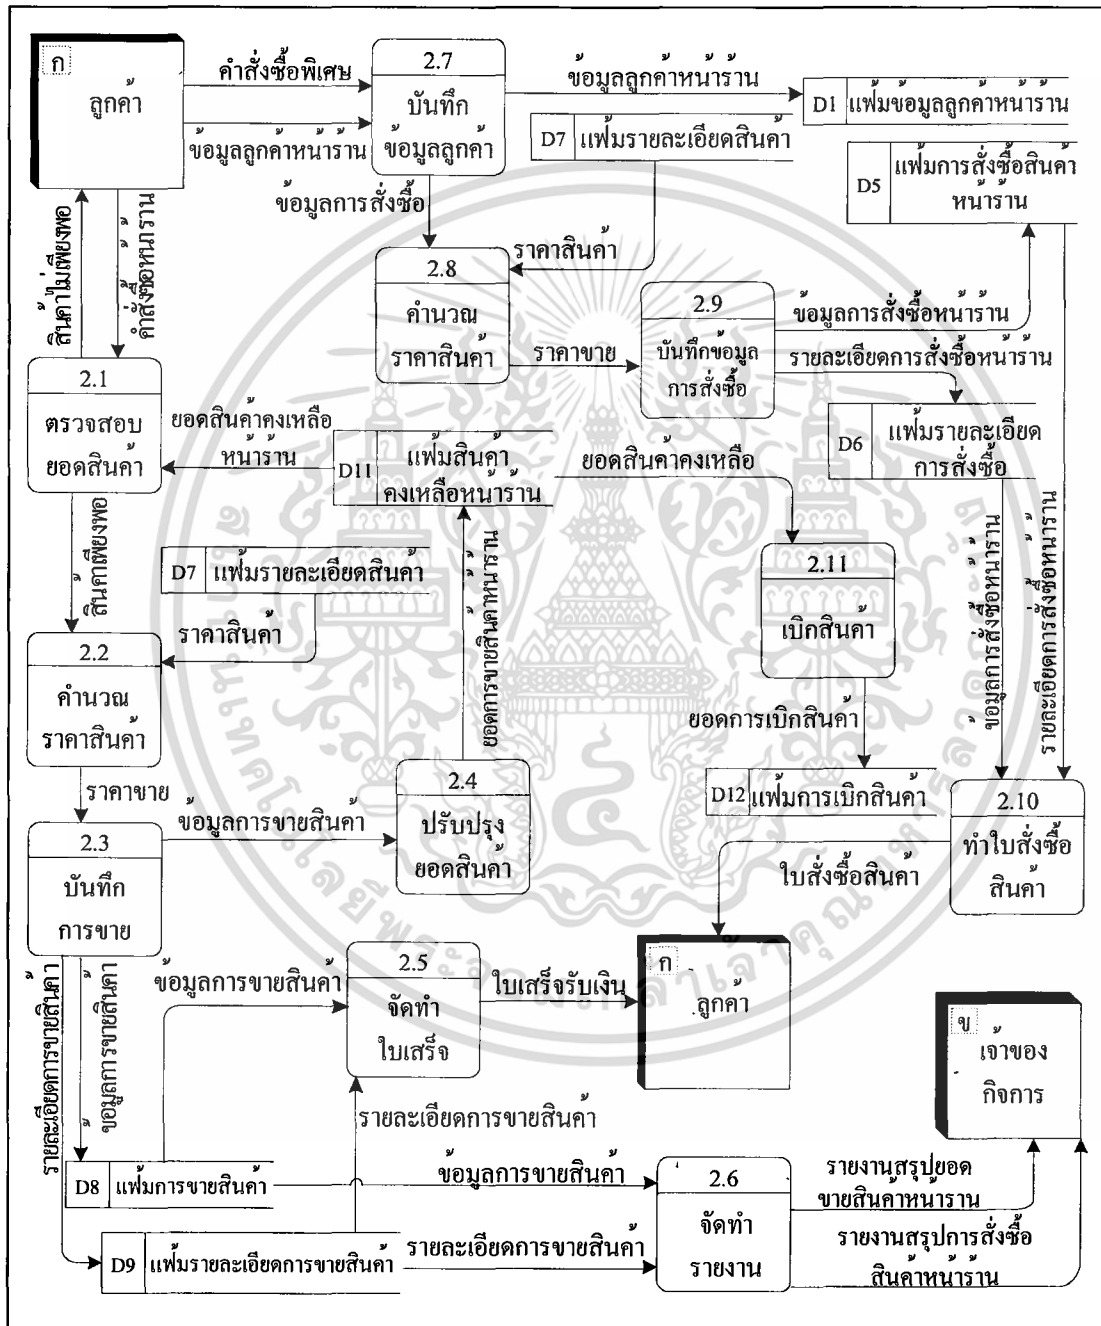 ก
ลูกค้า
คำสั่งซื้อพิเศษ
ข้อมูลลูกค้าหน้าร้าน
2.7
บันทึก
ข้อมูลลูกค้า
ข้อมูลลูกค้าหน้าร้าน
D1 แฟ้มข้อมูลลูกค้าหน้าร้าน
D7 แฟ้มรายละเอียดสินค้า
D5 แฟ้มการสั่งซื้อสินค้า
หน้าร้าน
สินค้าไม่เพียงพอ
คำสั่งซื้อหน้าร้าน
ข้อมูลการสั่งซื้อ
ราคาสินค้า
2.8
คำนวณ
ราคาสินค้า
ราคาขาย
2.9
บันทึกข้อมูล
การสั่งซื้อ
ข้อมูลการสั่งซื้อหน้าร้าน
รายละเอียดการสั่งซื้อหน้าร้าน
2.1
ตรวจสอบ
ยอดสินค้า
ยอดสินค้าคงเหลือ
หน้าร้าน
D11 แฟ้มสินค้า
คงเหลือหน้าร้าน
ยอดสินค้าคงเหลือ
D6 แฟ้มรายละเอียด
การสั่งซื้อ
สินค้าเพียงพอ
D7 แฟ้มรายละเอียดสินค้า
ราคาสินค้า
ยอดการขายสินค้าหน้าร้าน
2.11
เบิกสินค้า
ข้อมูลการสั่งซื้อหน้าร้าน
รายละเอียดการสั่งซื้อหน้าร้าน
2.2
คำนวณ
ราคาสินค้า
ยอดการเบิกสินค้า
ราคาขาย
2.3
บันทึก
การขาย
ข้อมูลการขายสินค้า
2.4
ปรับปรุง
ยอดสินค้า
D12 แฟ้มการเบิกสินค้า
2.10
ทำใบสั่งซื้อ
สินค้า
ใบสั่งซื้อสินค้า
รายละเอียดการขายสินค้า
ข้อมูลการขายสินค้า
ข้อมูลการขายสินค้า
2.5
จัดทำ
ใบเสร็จ
ใบเสร็จรับเงิน
ก
ลูกค้า
ข
เจ้าของ
กิจการ
รายละเอียดการขายสินค้า
D8 แฟ้มการขายสินค้า
ข้อมูลการขายสินค้า
2.6
จัดทำ
รายงาน
รายงานสรุปยอด
ขายสินค้าหน้าร้าน
D9 แฟ้มรายละเอียดการขายสินค้า
รายละเอียดการขายสินค้า
รายงานสรุปการสั่งซื้อ
สินค้าหน้าร้าน
สถาบันเทคโนโลยีพระจอมเกล้าเจ้าคุณทหารลาดกระบัง